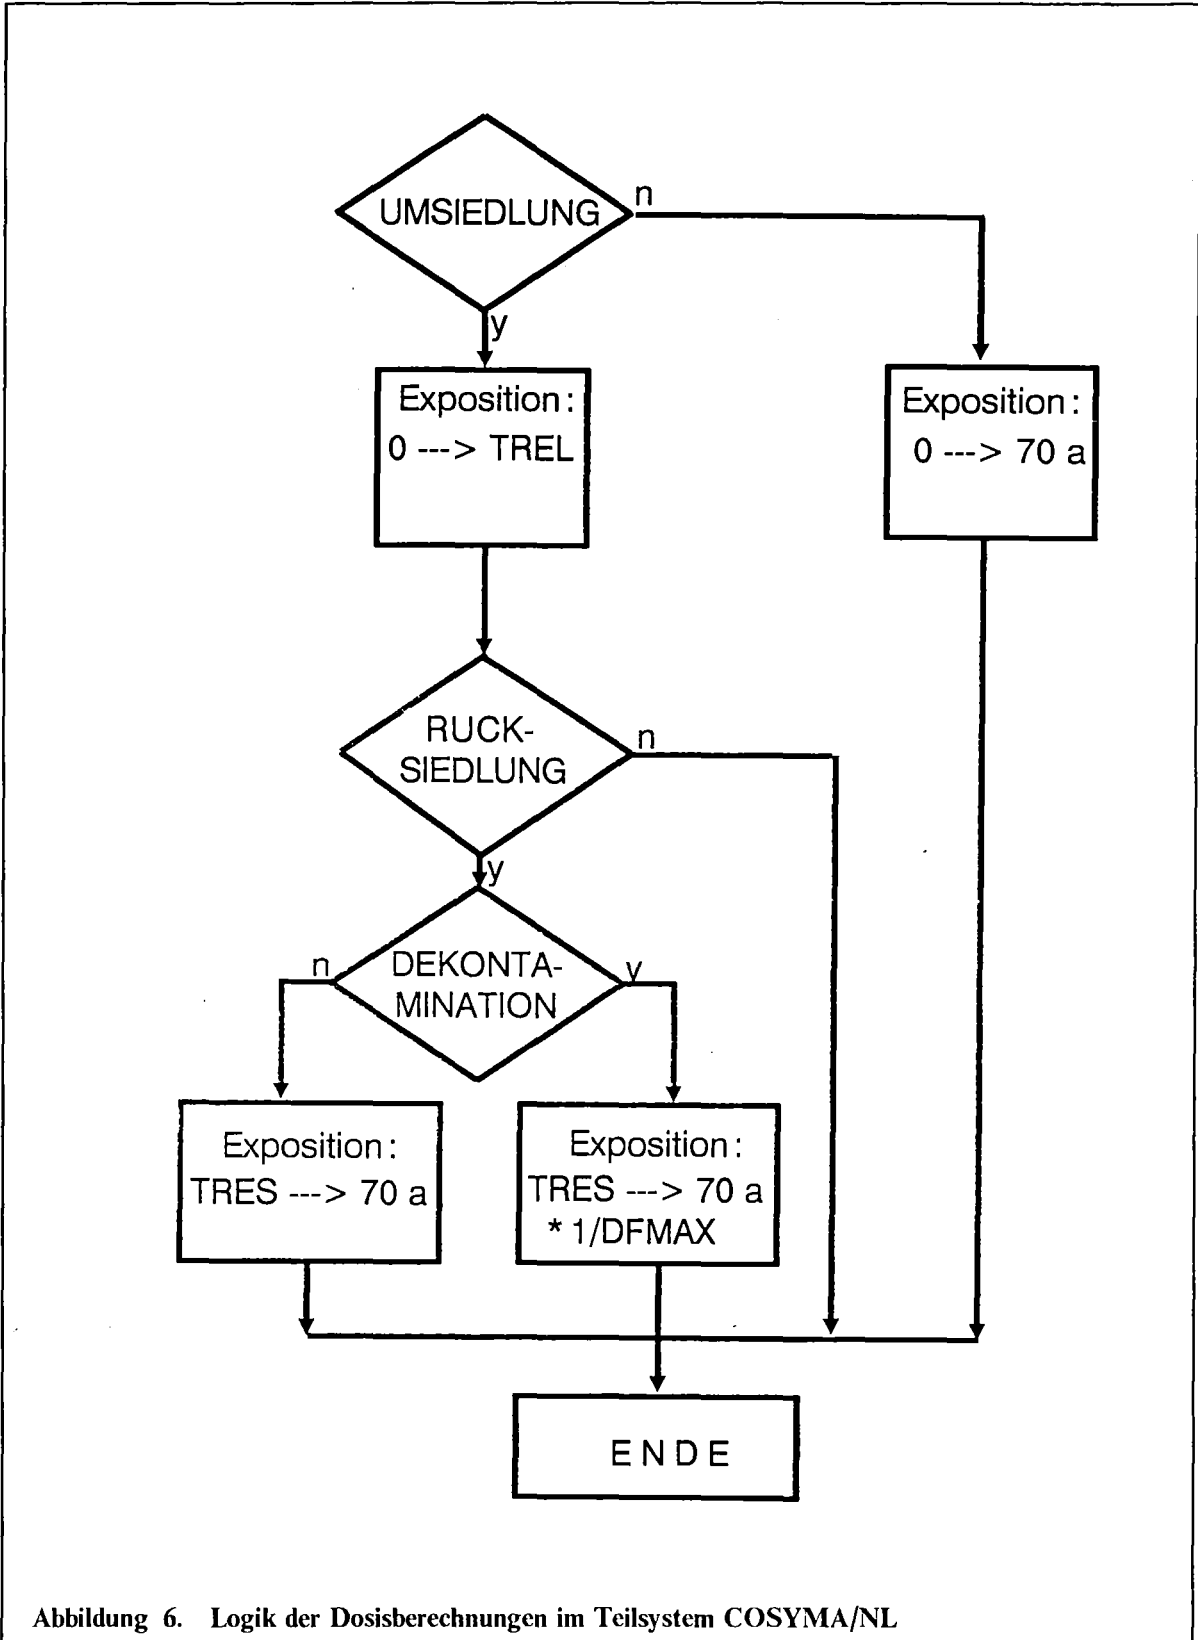 UMSIEDLUNG
n
y
Exposition :
0 ---> TREL
Exposition :
0 ---> 70 a
RUCK-
SIEDLUNG
n
y
n
DEKONTA-
MINATION
y
Exposition :
TRES ---> 70 a
Exposition :
TRES ---> 70 a
* 1/DFMAX
E N D E
Abbildung 6. Logik der Dosisberechnungen im Teilsystem COSYMA/NL